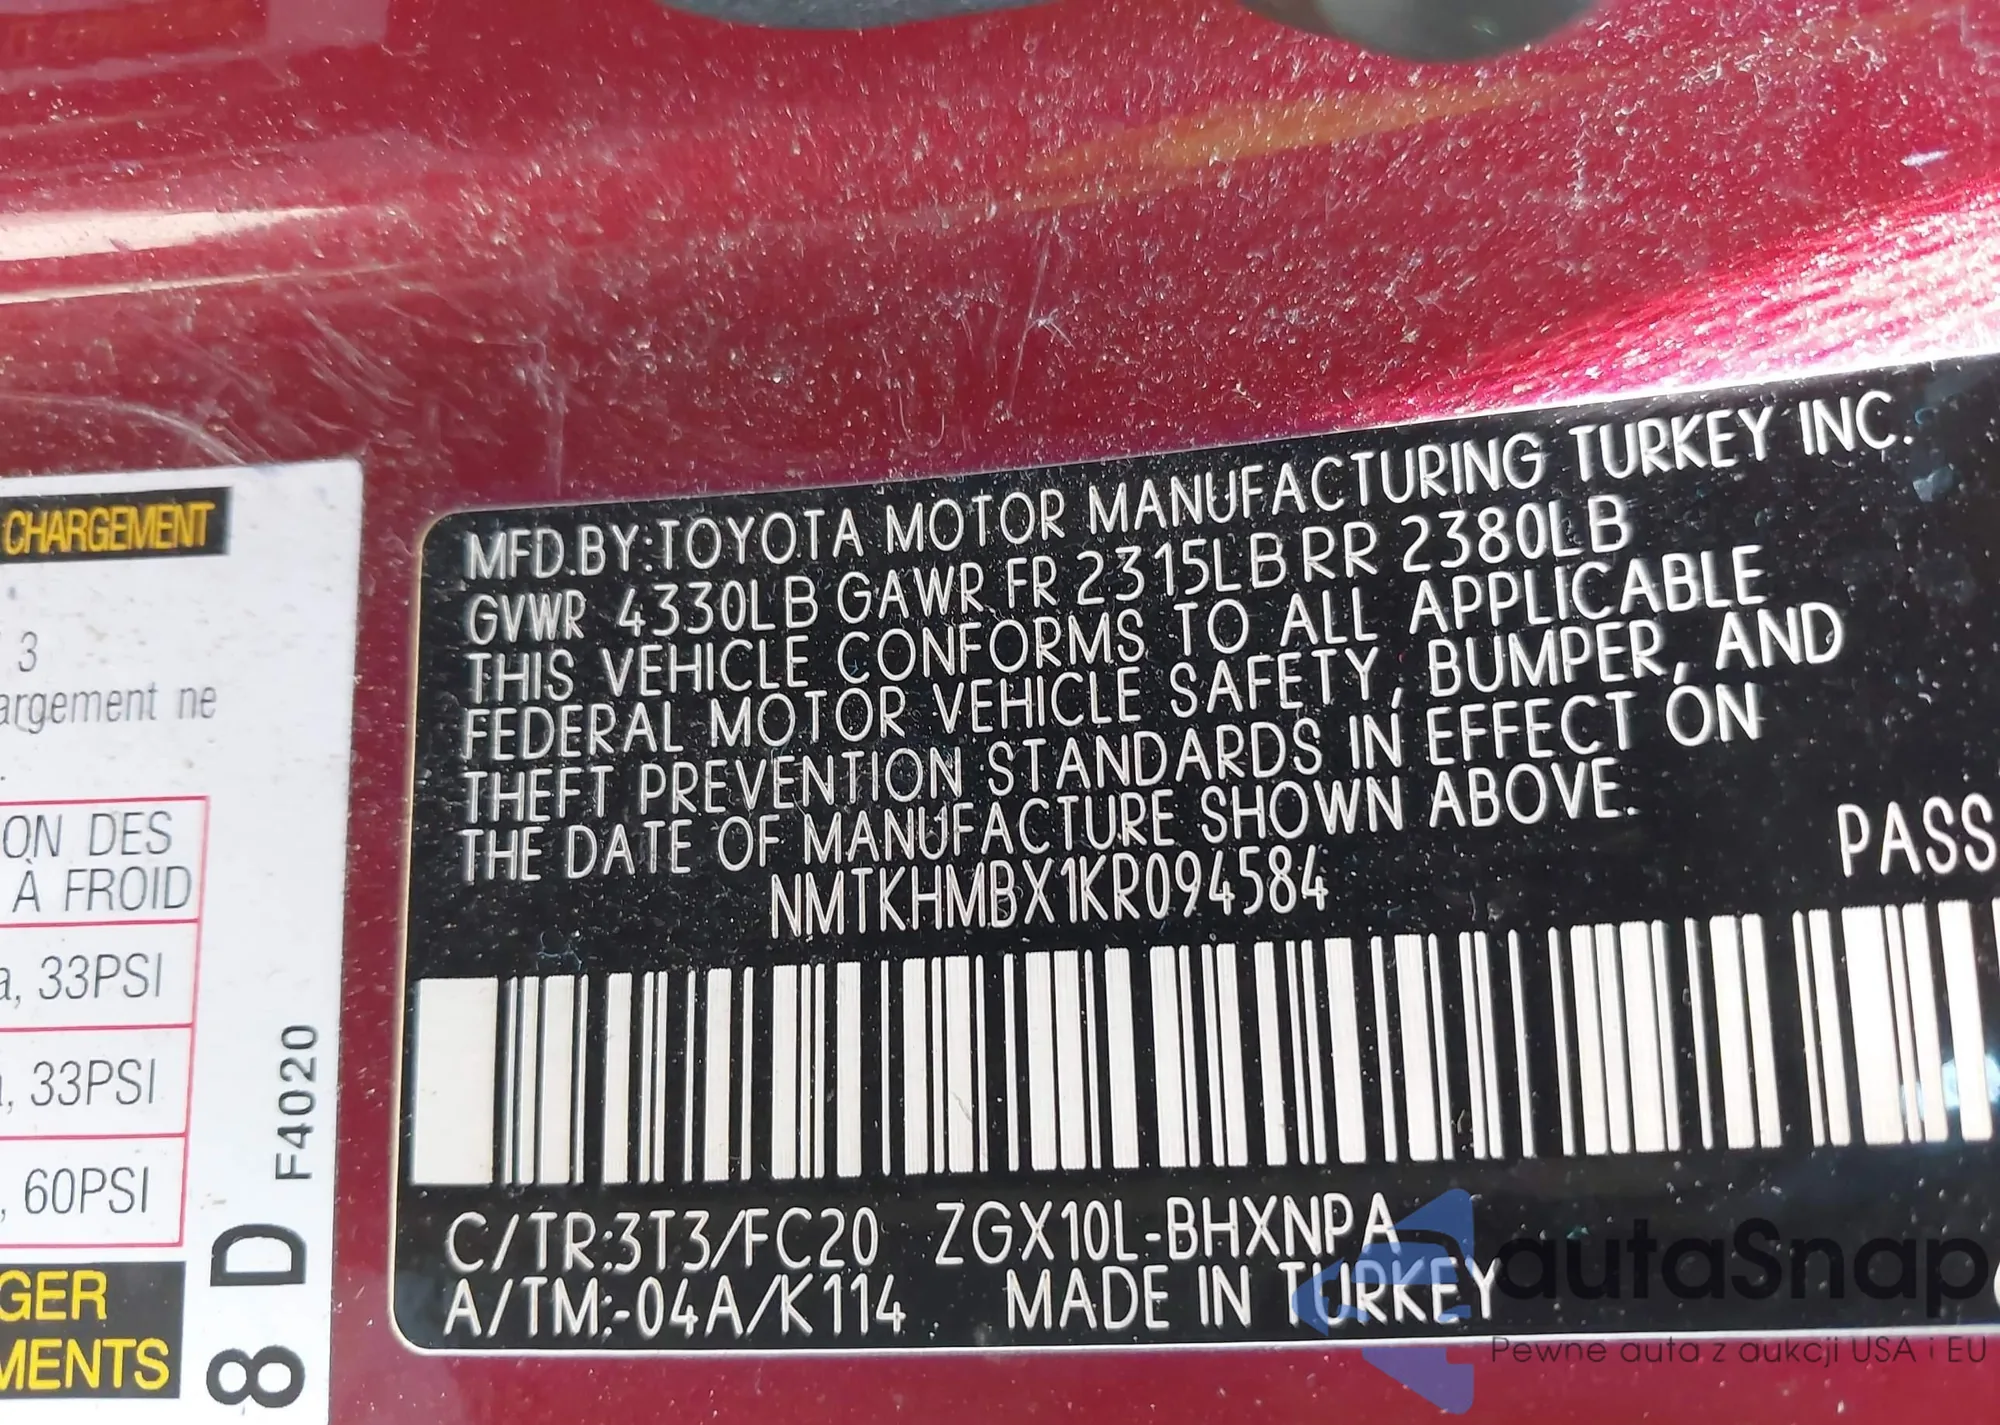 CHARGEMENT
3
argement ne
ON DES
À FROID
a, 33PSI
, 33PSI
, 60PSI
GER
MENTS
8 D F4020
MFD.BY:TOYOTA MOTOR MANUFACTURING TURKEY INC.
GVWR 4330LB GAWR FR 2315LB RR 2380LB
THIS VEHICLE CONFORMS TO ALL APPLICABLE
FEDERAL MOTOR VEHICLE SAFETY, BUMPER, AND
THEFT PREVENTION STANDARDS IN EFFECT ON
THE DATE OF MANUFACTURE SHOWN ABOVE.
NMTKHMBX1KR094584
PASS
C/TR:3T3/FC20 ZGX10L-BHXNPA
A/TM:-04A/K114 MADE IN TURKEY
autaSnap
Pewne auta z aukcji USA i EU